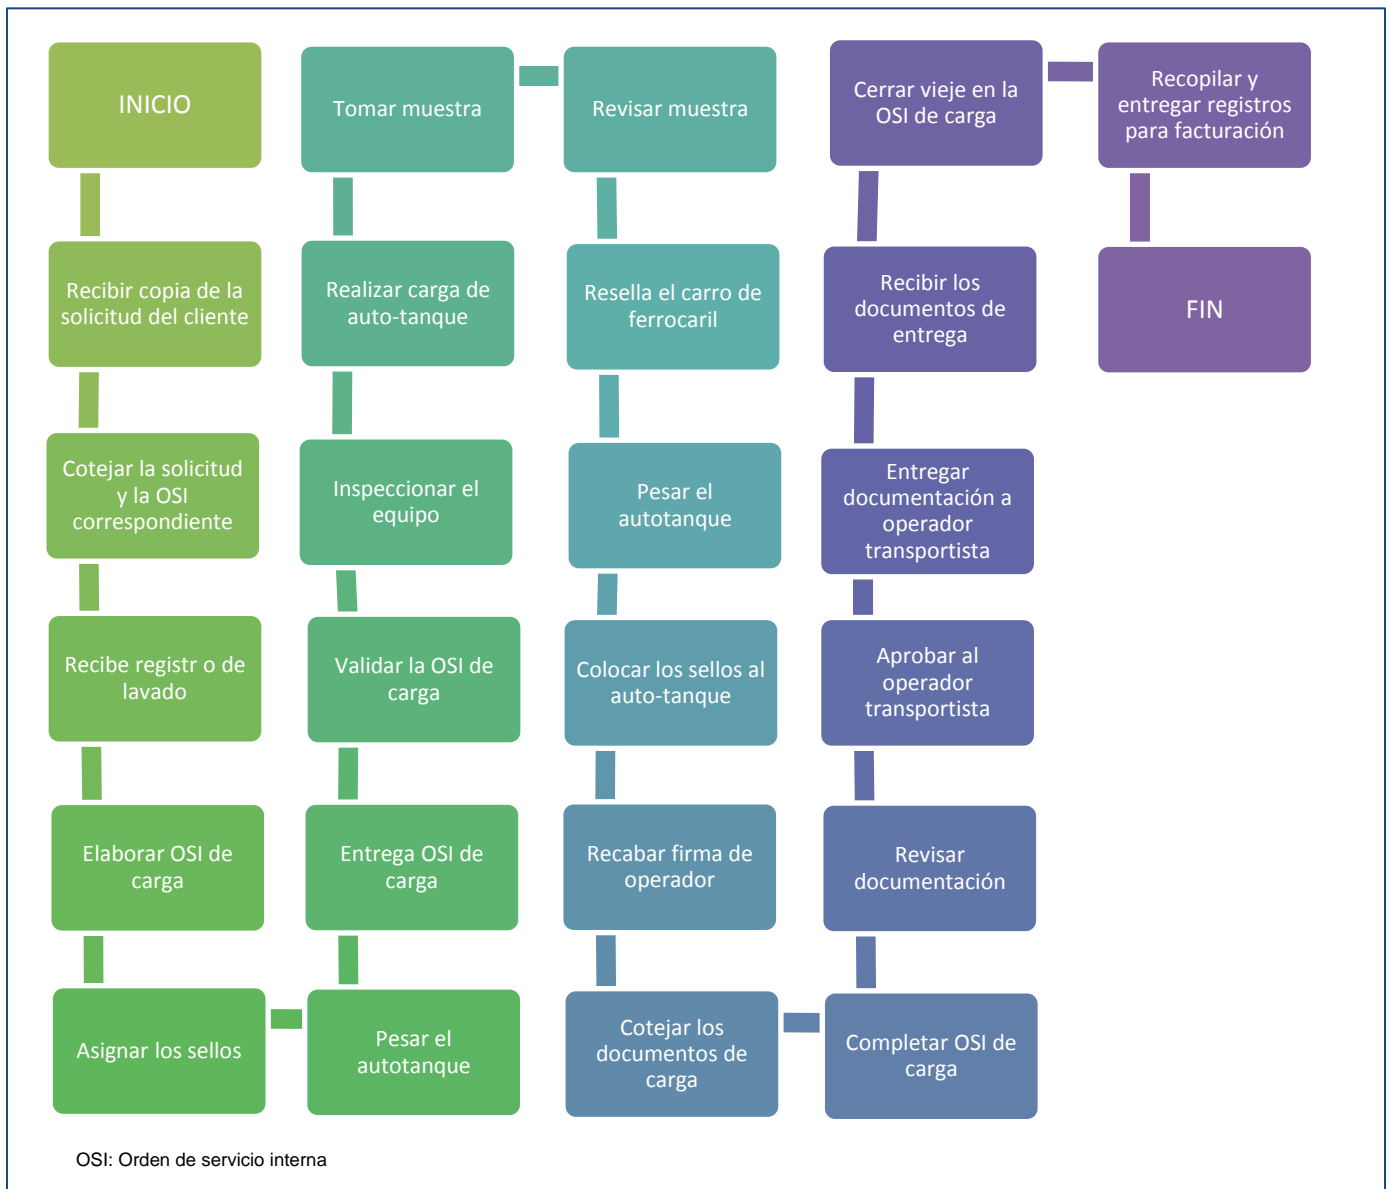 INICIO
Recibir copia de la
solicitud del cliente
Cotejar la solicitud
y la OSI
correspondiente
Recibe registr o de
lavado
Elaborar OSI de
carga
Asignar los sellos
Pesar el
autotanque
Entrega OSI de
carga
Validar la OSI de
carga
Inspeccionar el
equipo
Realizar carga de
auto-tanque
Tomar muestra
Revisar muestra
Resella el carro de
ferrocaril
Pesar el
autotanque
Colocar los sellos al
auto-tanque
Recabar firma de
operador
Cotejar los
documentos de
carga
Completar OSI de
carga
Revisar
documentación
Aprobar al
operador
transportista
Entregar
documentación a
operador
transportista
Recibir los
documentos de
entrega
Cerrar vieje en la
OSI de carga
Recopilar y
entregar registros
para facturación
FIN
OSI: Orden de servicio interna